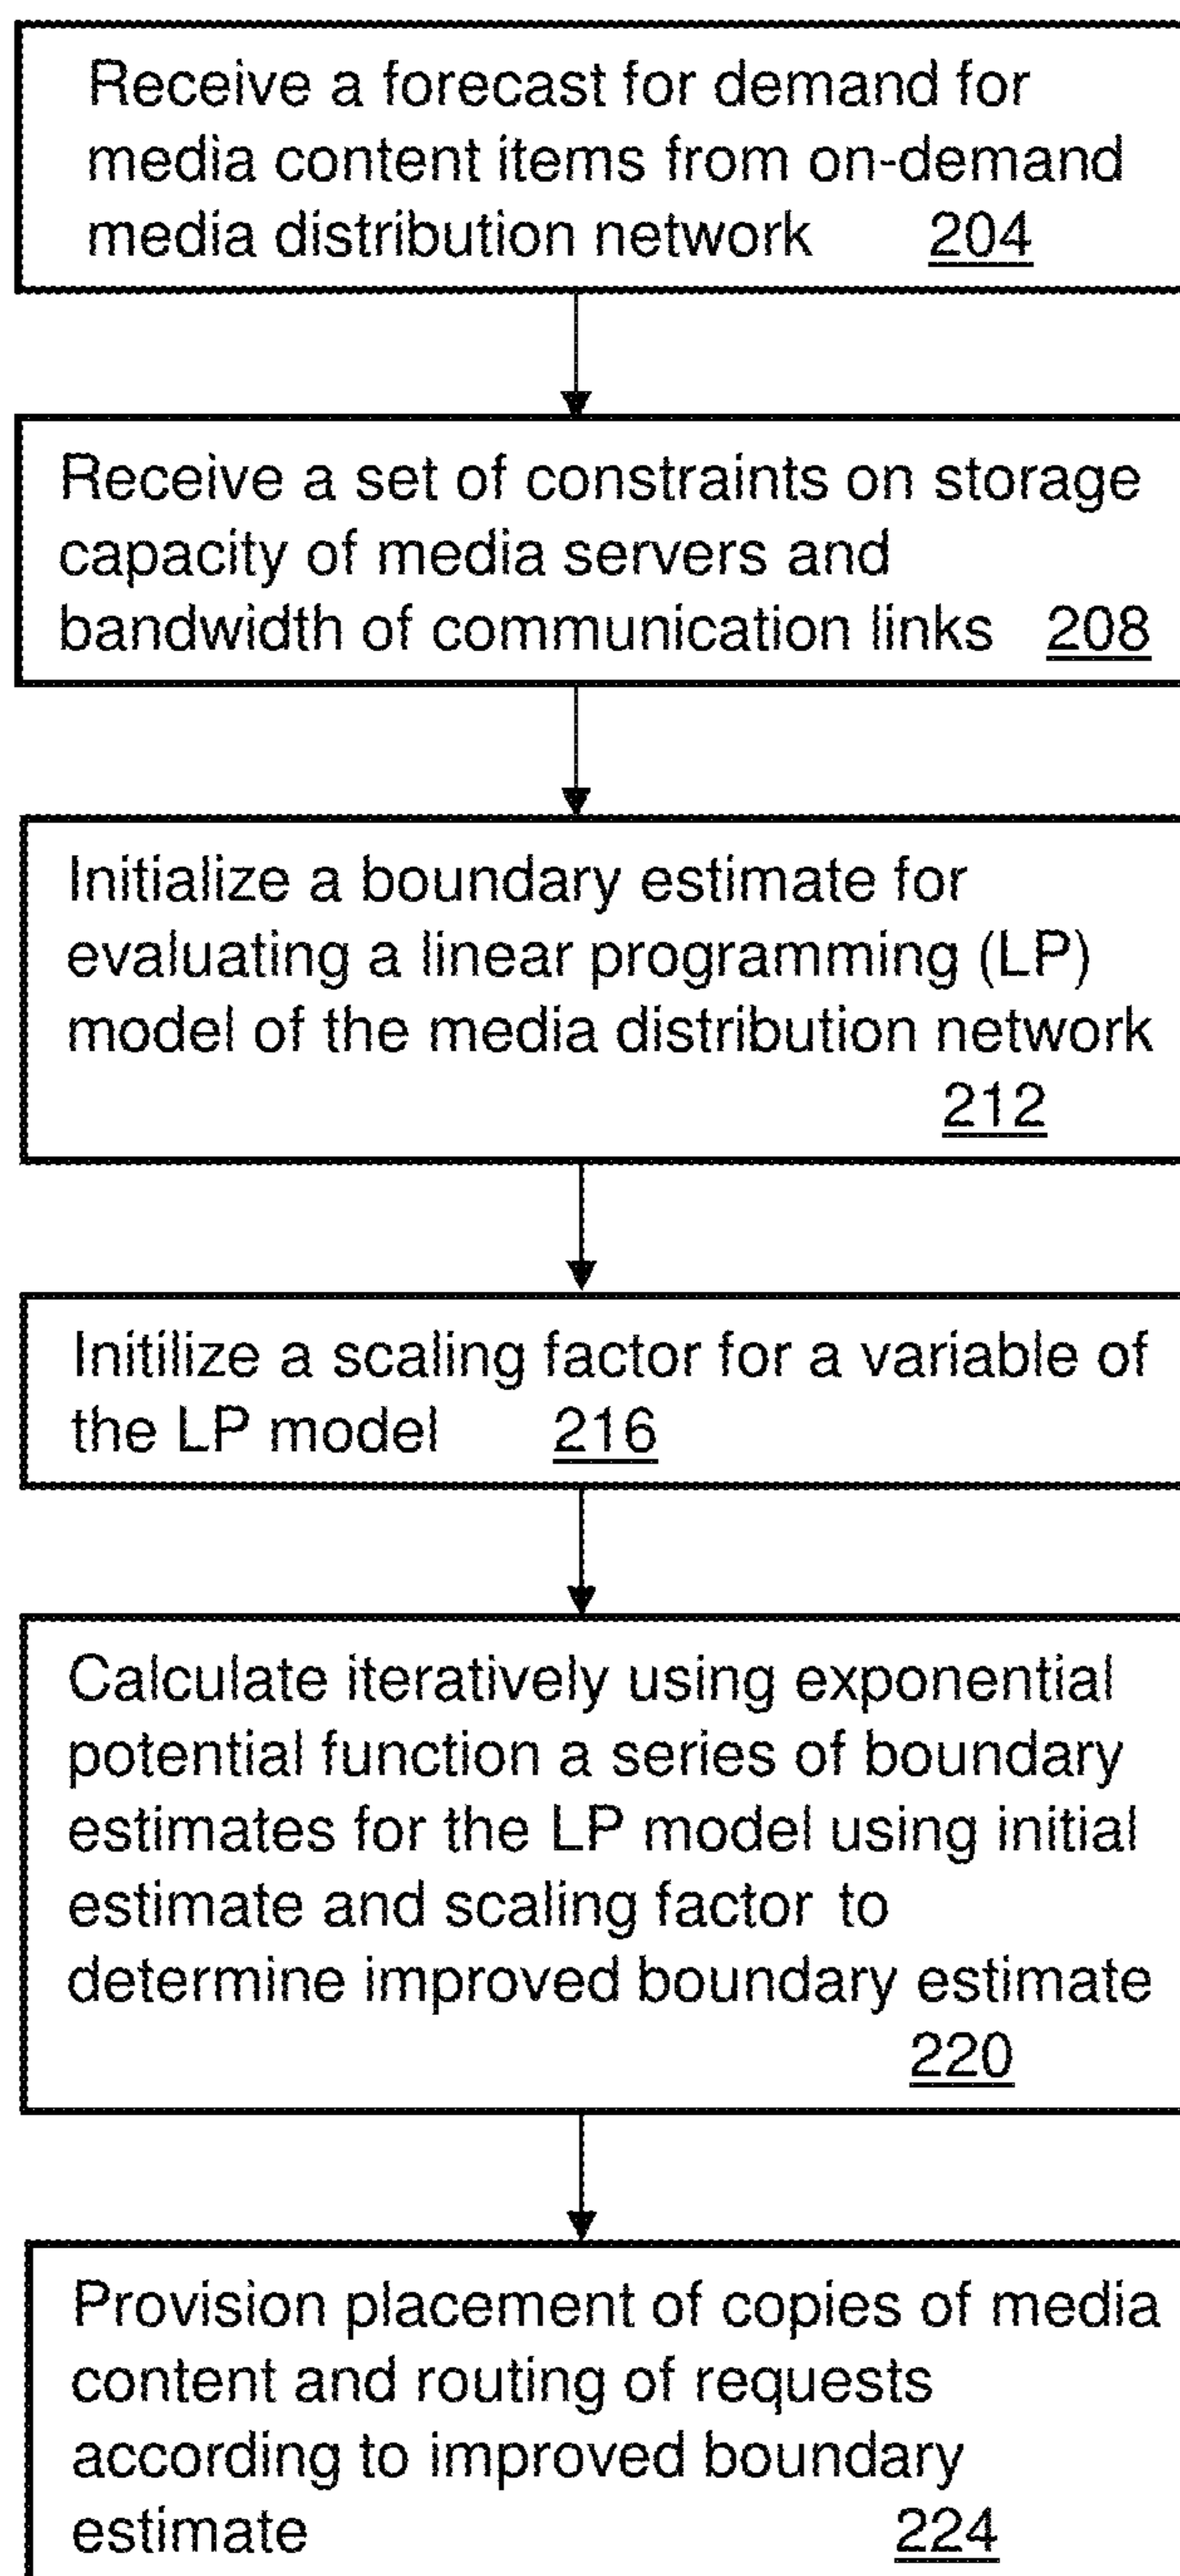 Receive a forecast for demand for
media content items from on-demand
media distribution network 204
Receive a set of constraints on storage
capacity of media servers and
bandwidth of communication links 208
Initialize a boundary estimate for
evaluating a linear programming (LP)
model of the media distribution network
212
Initilize a scaling factor for a variable of
the LP model 216
Calculate iteratively using exponential
potential function a series of boundary
estimates for the LP model using initial
estimate and scaling factor to
determine improved boundary estimate
220
Provision placement of copies of media
content and routing of requests
according to improved boundary
estimate 224